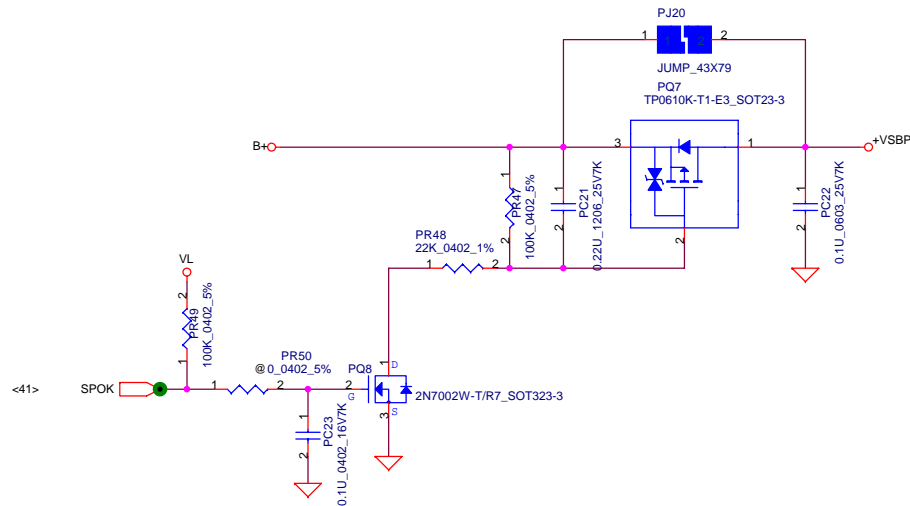 PJ20
1
1
2
2
JUMP_43X79
PQ7
TP0610K-T1-E3_SOT23-3
B+
3
1
+VSBP
2
1
PR47
2
100K_0402_5%
1
PC21
2
0.22U_1206_25V7K
1
PC22
2
0.1U_0603_25V7K
PR48
22K_0402_1%
1
2
VL
2
PR49
1
100K_0402_5%
PR50
@0_0402_5%
<41>
SPOK
1
2
PQ8
1
D
2
G
3
S
2N7002W-T/R7_SOT323-3
1
PC23
2
0.1U_0402_16V7K